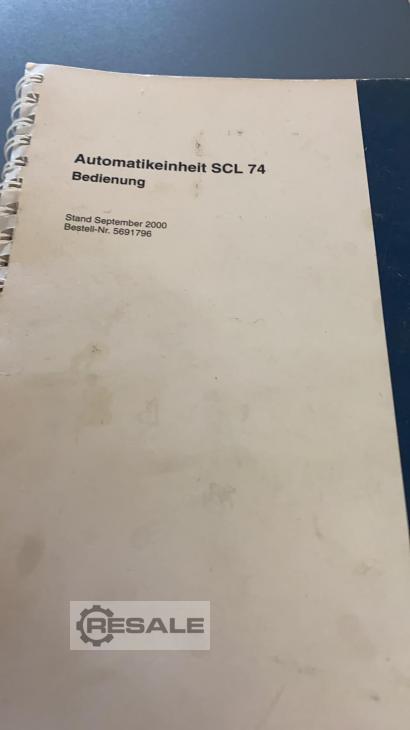 Automatikeinheit SCL 74
Bedienung
Stand September 2000
Bestell-Nr. 5691796
RESALE